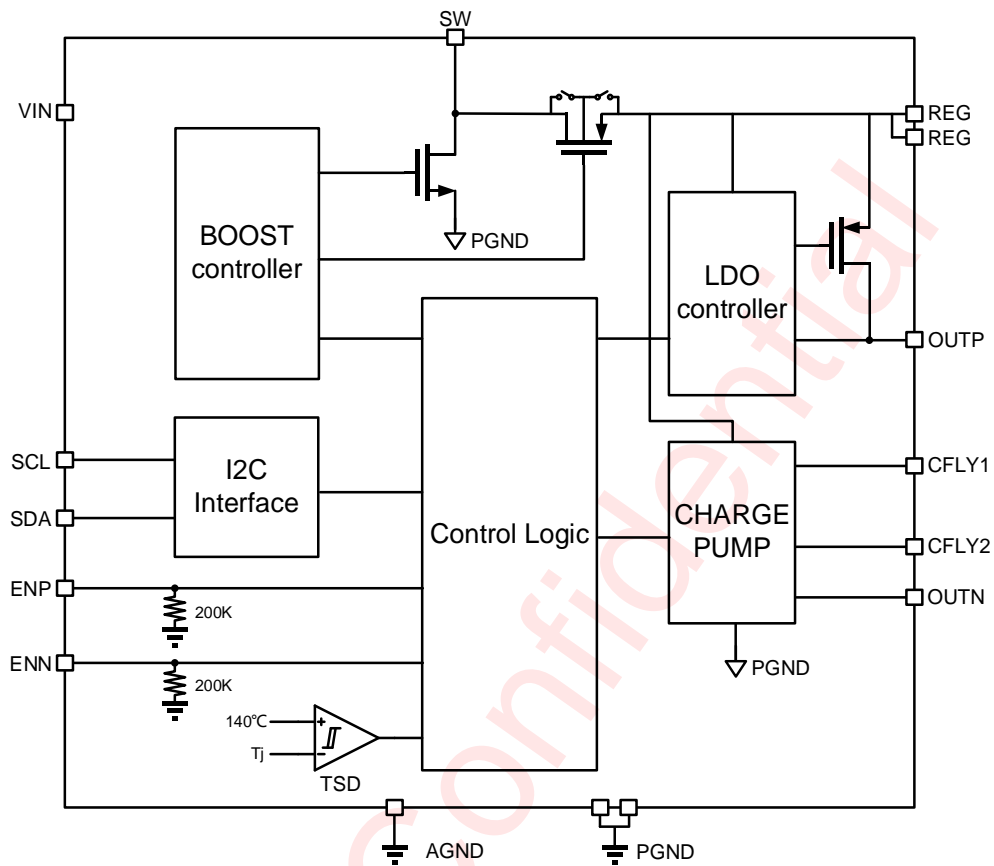 SW
VIN
REG
REG
BOOST
controller
PGND
LDO
controller
OUTP
SCL
I2C
Interface
SDA
Control Logic
CHARGE
PUMP
CFLY1
CFLY2
OUTN
ENP
200K
ENN
200K
PGND
140℃
+
Tj
−
TSD
AGND
PGND
Confidential